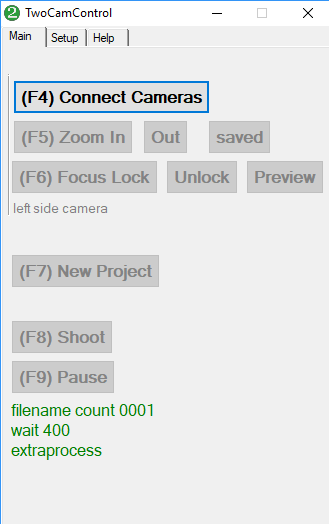 2 TwoCamControl
Main Setup Help
(F4) Connect Cameras
(F5) Zoom In Out saved
(F6) Focus Lock Unlock Preview
left side camera
(F7) New Project
(F8) Shoot
(F9) Pause
filename count 0001
wait 400
extraprocess